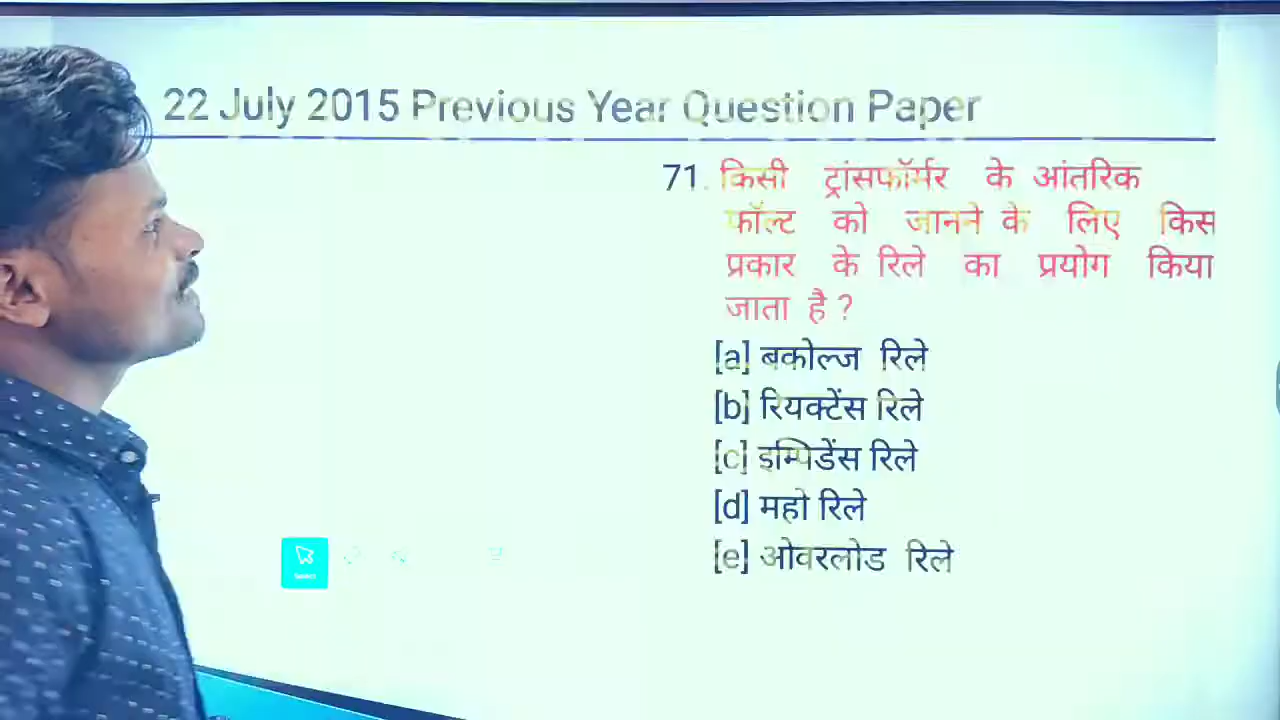 22 July 2015 Previous Year Question Paper
71. किसी ट्रांसफॉर्मर के आंतरिक
फॉल्ट को जानने के लिए किस
प्रकार के रिले का प्रयोग किया
जाता है ?
[a] बकोल्ज रिले
[b] रियक्टेंस रिले
[c] इम्पिडेंस रिले
[d] महो रिले
[e] ओवरलोड रिले
Select